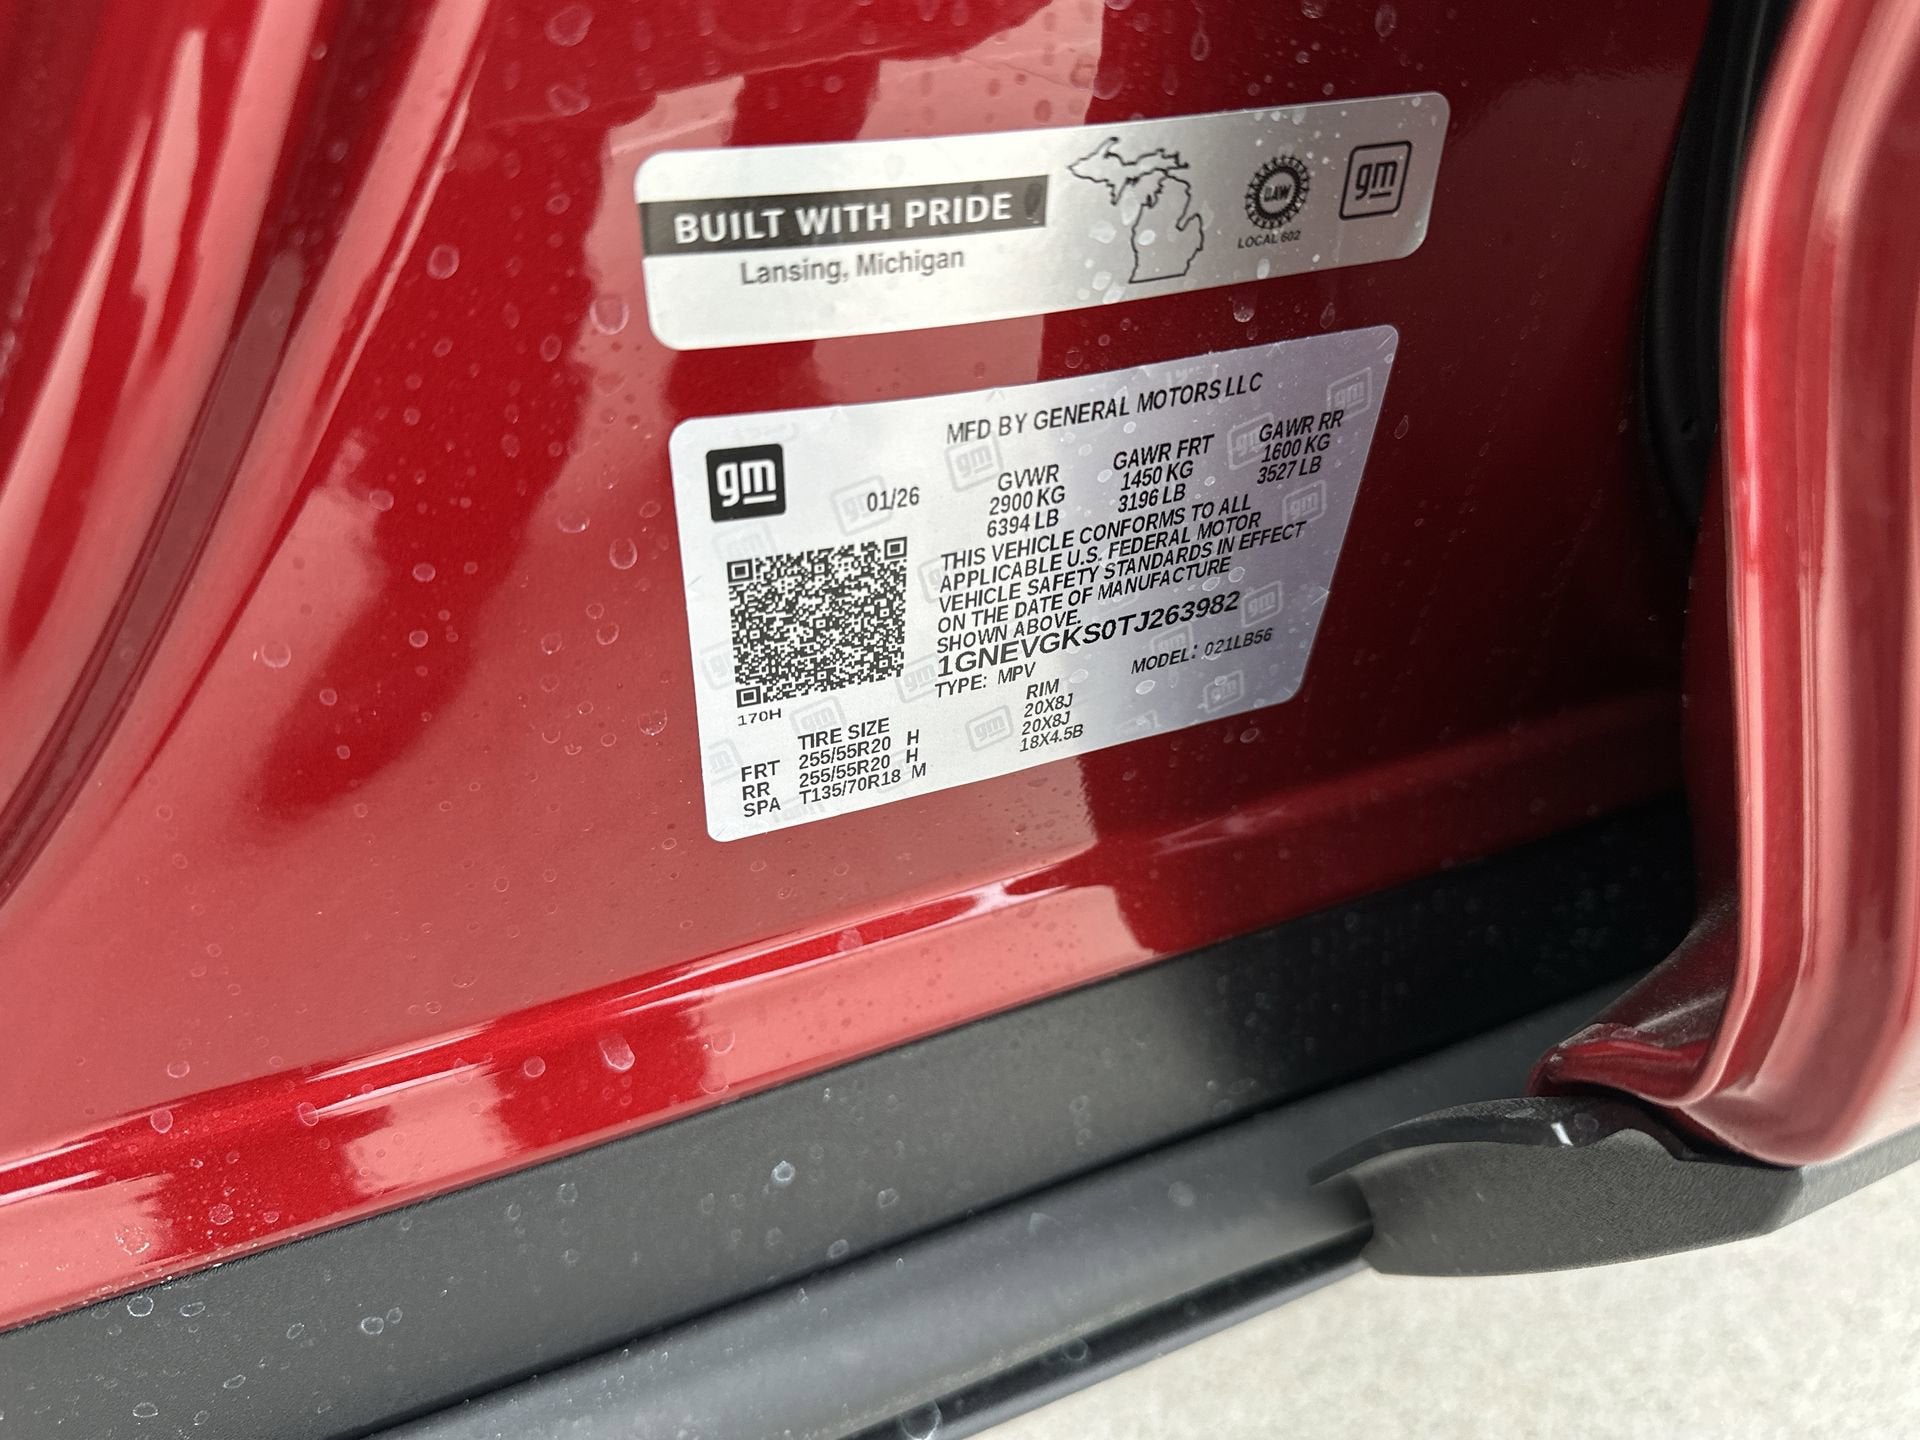 BUILT WITH PRIDE
Lansing, Michigan
UAW
LOCAL 602
gm
gm
MFD BY GENERAL MOTORS LLC
01/26
GVWR GAWR FRT GAWR RR
2900 KG 1450 KG 1600 KG
6394 LB 3196 LB 3527 LB
THIS VEHICLE CONFORMS TO ALL
APPLICABLE U.S. FEDERAL MOTOR
VEHICLE SAFETY STANDARDS IN EFFECT
ON THE DATE OF MANUFACTURE
SHOWN ABOVE.
1GNEVGKS0TJ263982
TYPE: MPV MODEL: 021LB56
170H
TIRE SIZE RIM
FRT 255/55R20 H 20X8J
RR 255/55R20 H 20X8J
SPA T135/70R18 M 18X4.5B